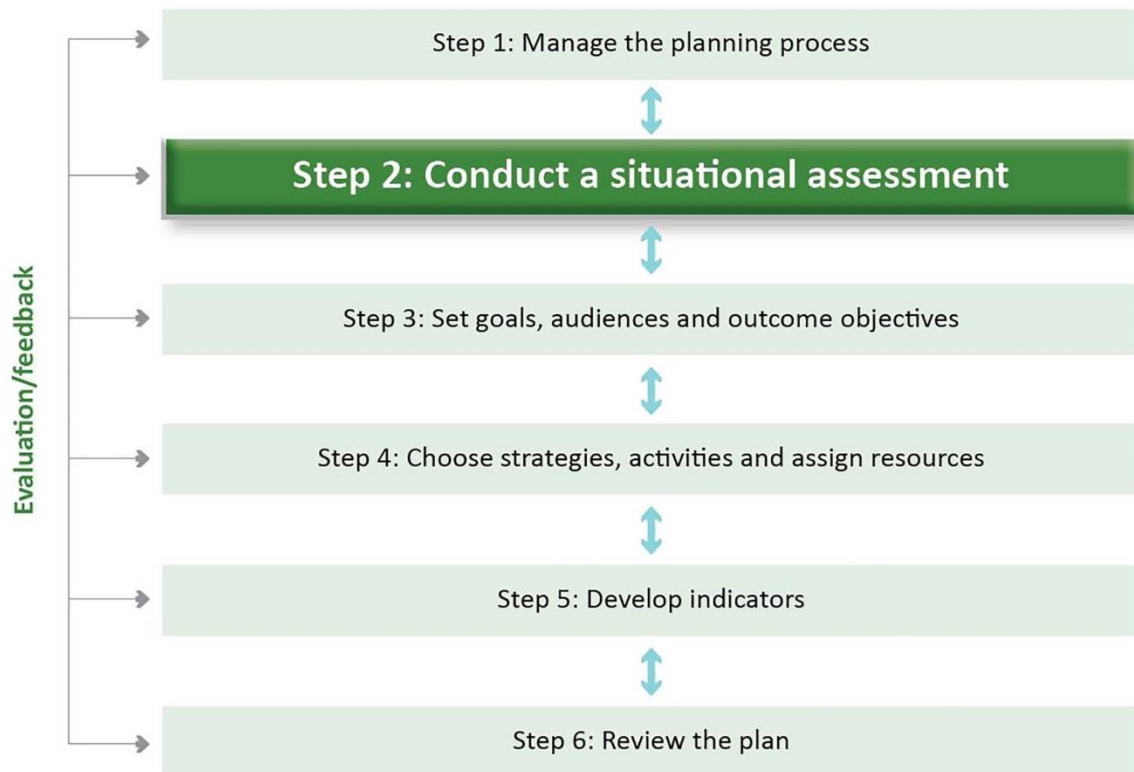 Step 1: Manage the planning process
Step 2: Conduct a situational assessment
Step 3: Set goals, audiences and outcome objectives
Step 4: Choose strategies, activities and assign resources
Step 5: Develop indicators
Step 6: Review the plan
Evaluation/feedback